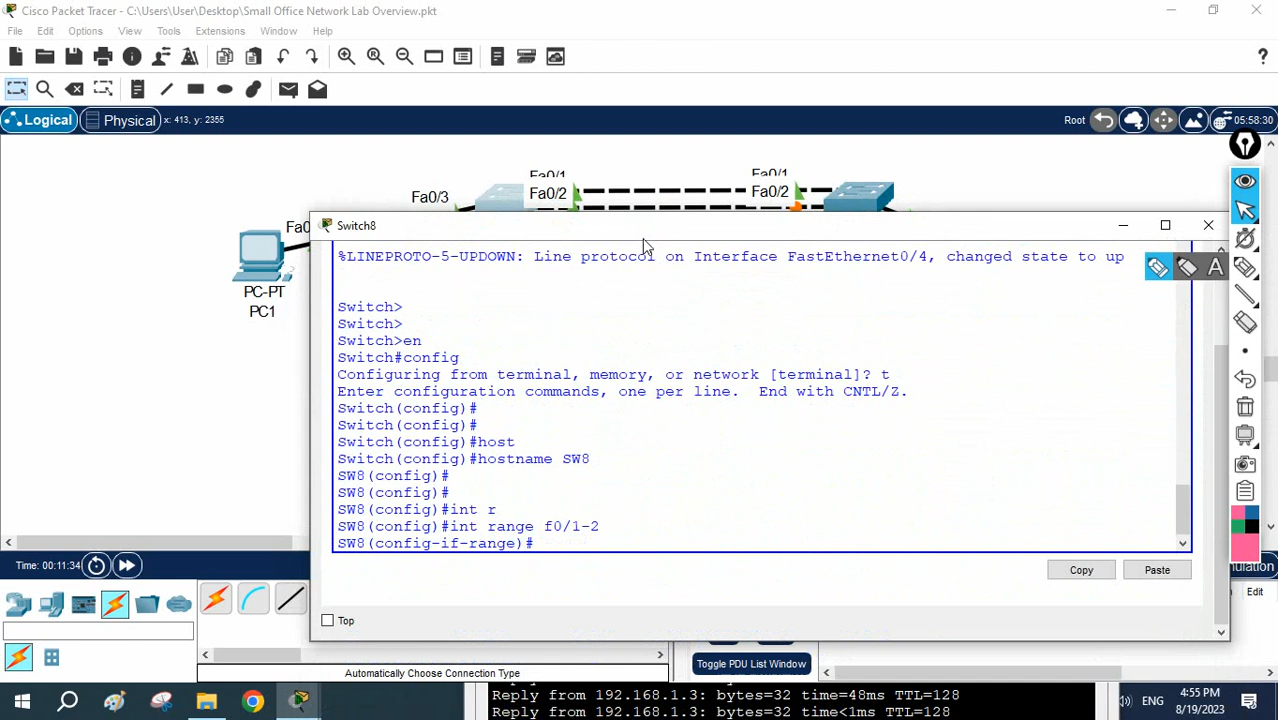 Cisco Packet Tracer - C:\Users\User\Desktop\Small Office Network Lab Overview.pkt
File Edit Options View Tools Extensions Window Help
Logical Physical x: 413, y: 2355 Root 05:58:30
Fa0/1 Fa0/1
Fa0/3 Fa0/2 Fa0/2
PC-PT
PC1
Switch8
%LINEPROTO-5-UPDOWN: Line protocol on Interface FastEthernet0/4, changed state to up
Switch>
Switch>
Switch>en
Switch#config
Configuring from terminal, memory, or network [terminal]? t
Enter configuration commands, one per line. End with CNTL/Z.
Switch(config)#
Switch(config)#
Switch(config)#host
Switch(config)#hostname SW8
SW8(config)#
SW8(config)#
SW8(config)#int r
SW8(config)#int range f0/1-2
SW8(config-if-range)#
Copy Paste
Top
Time: 00:11:34
Edit
Automatically Choose Connection Type
Toggle PDU List Window
Reply from 192.168.1.3: bytes=32 time=48ms TTL=128
Reply from 192.168.1.3: bytes=32 time<1ms TTL=128
ENG
4:55 PM
8/19/2023